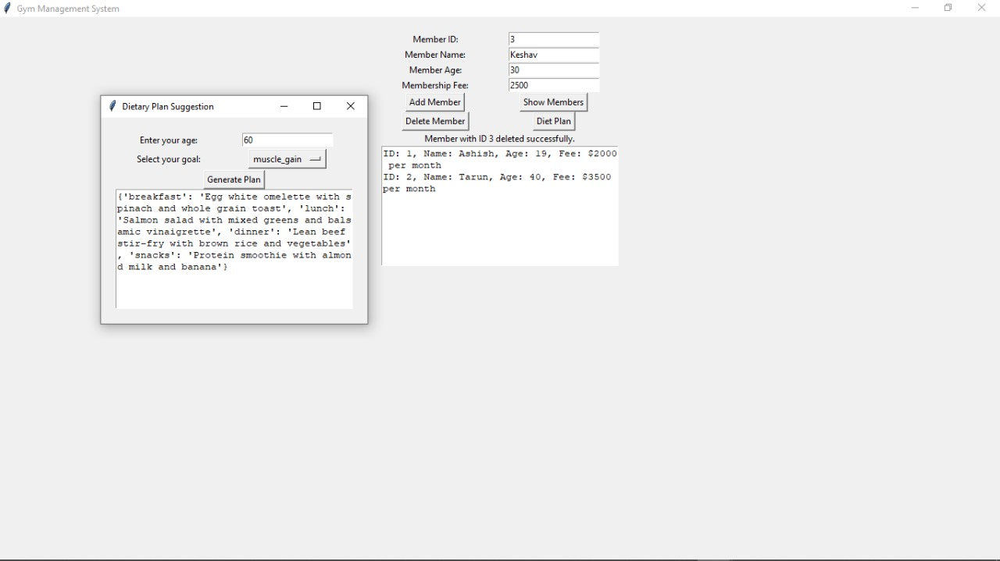 Gym Management System
Member ID: 3
Member Name: Keshav
Member Age: 30
Membership Fee: 2500
Add Member Show Members
Delete Member Diet Plan
Member with ID 3 deleted successfully.
ID: 1, Name: Ashish, Age: 19, Fee: $2000
per month
ID: 2, Name: Tarun, Age: 40, Fee: $3500
per month
Dietary Plan Suggestion
Enter your age: 60
Select your goal: muscle_gain
Generate Plan
{'breakfast': 'Egg white omelette with s
pinach and whole grain toast', 'lunch':
'Salmon salad with mixed greens and bals
amic vinaigrette', 'dinner': 'Lean beef
stir-fry with brown rice and vegetables'
, 'snacks': 'Protein smoothie with almon
d milk and banana'}